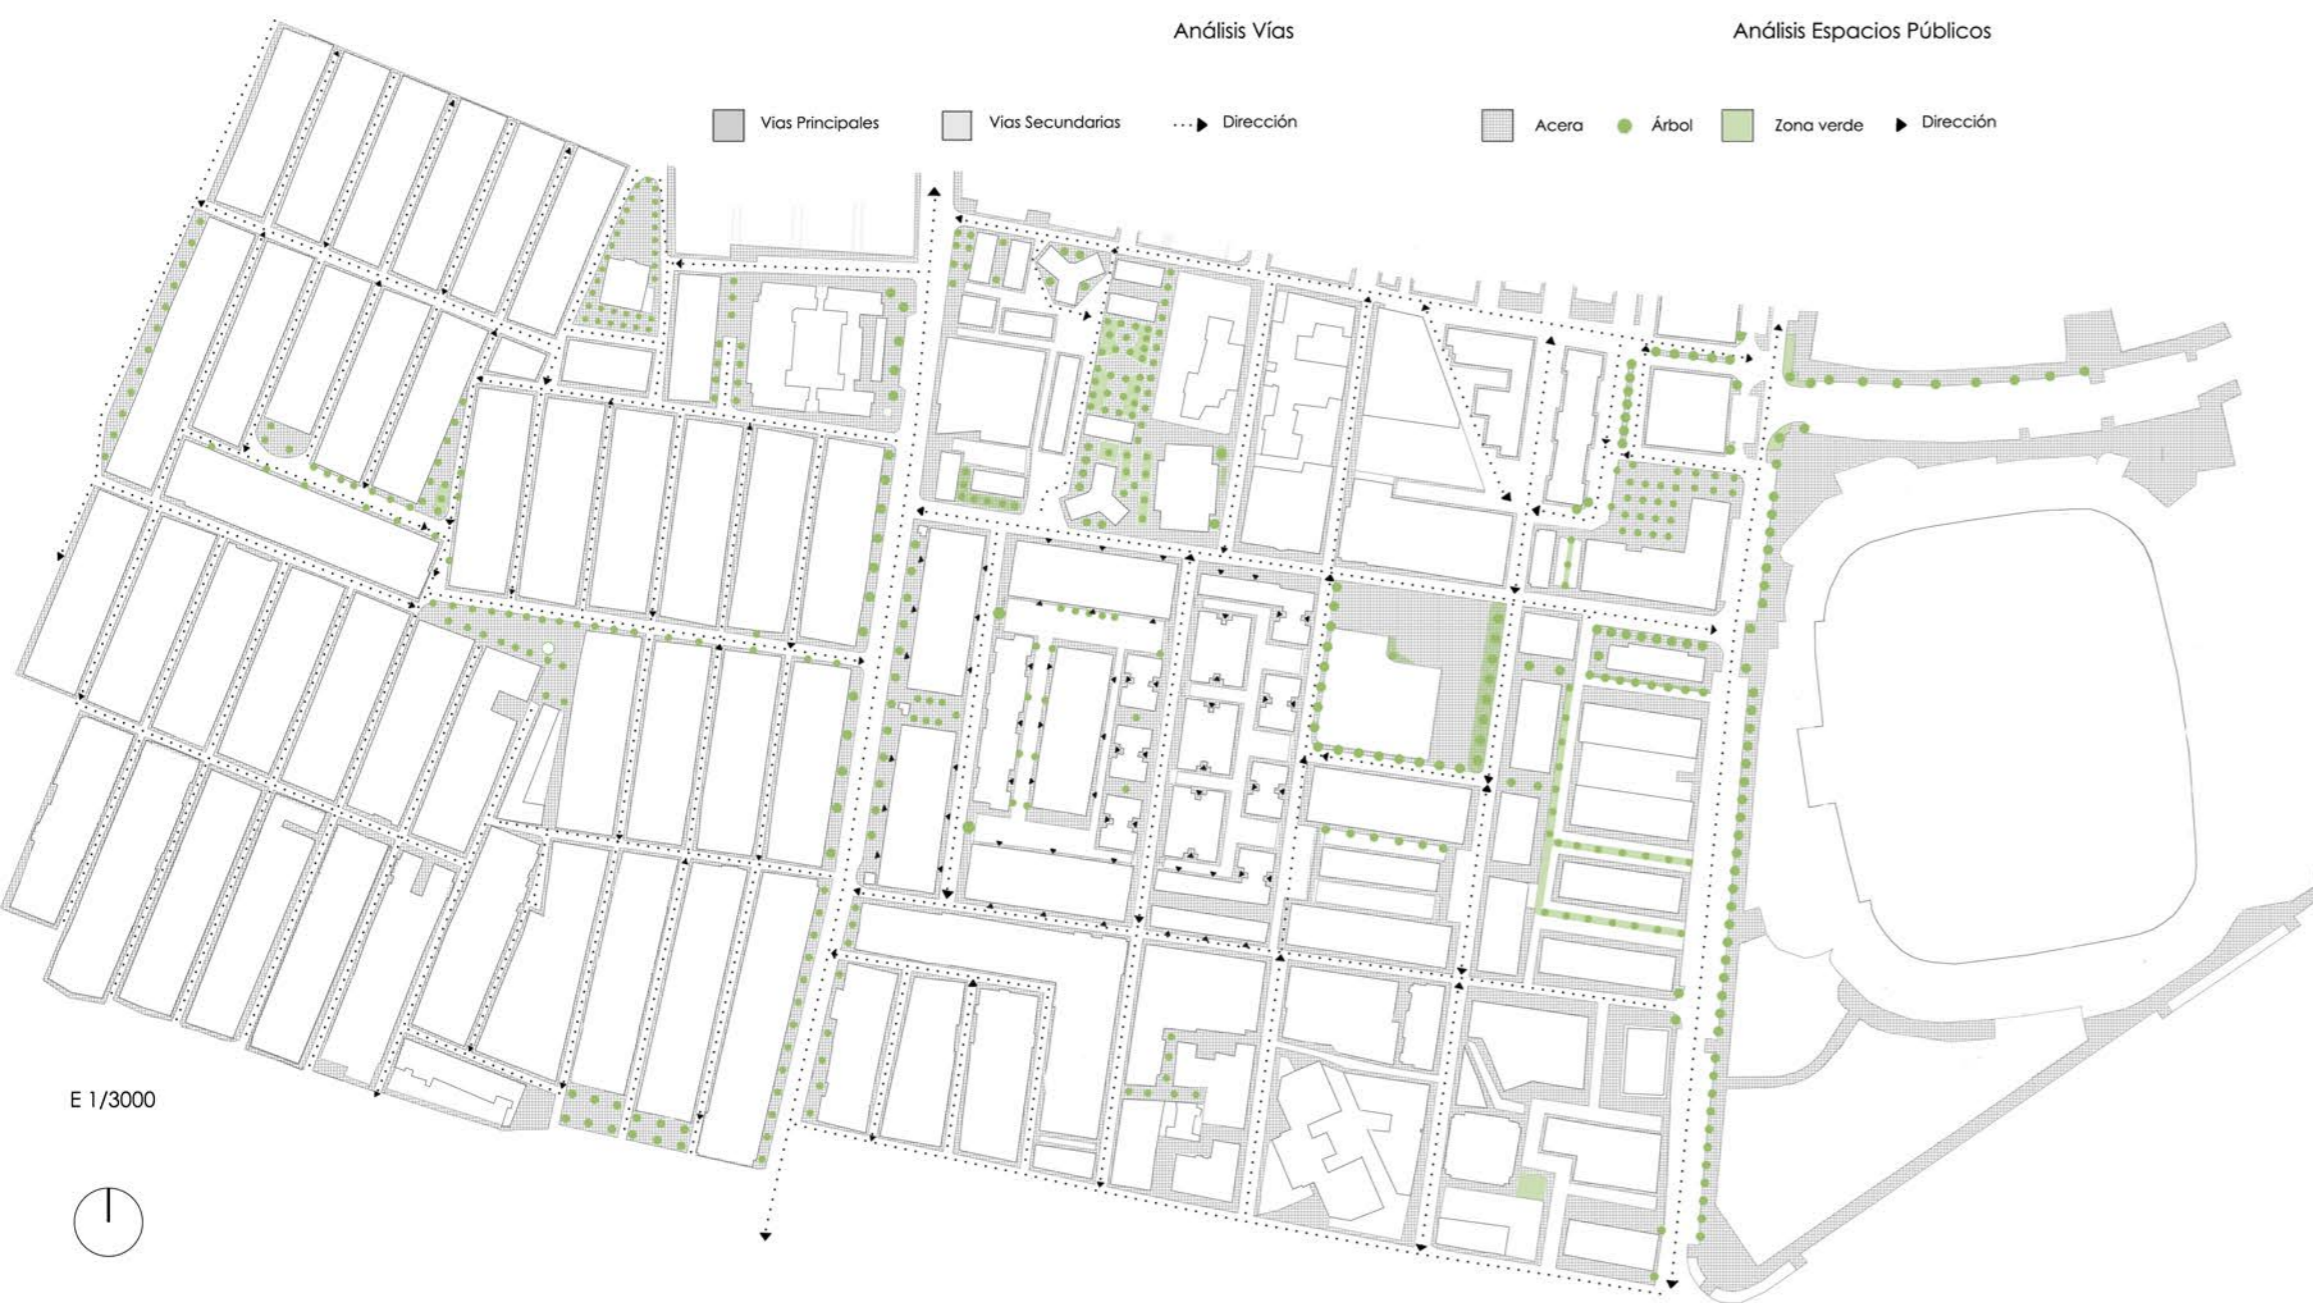 Análisis Vías
Análisis Espacios Públicos
Vias Principales
Vias Secundarias
Dirección
Acera
Árbol
Zona verde
Dirección
E 1/3000